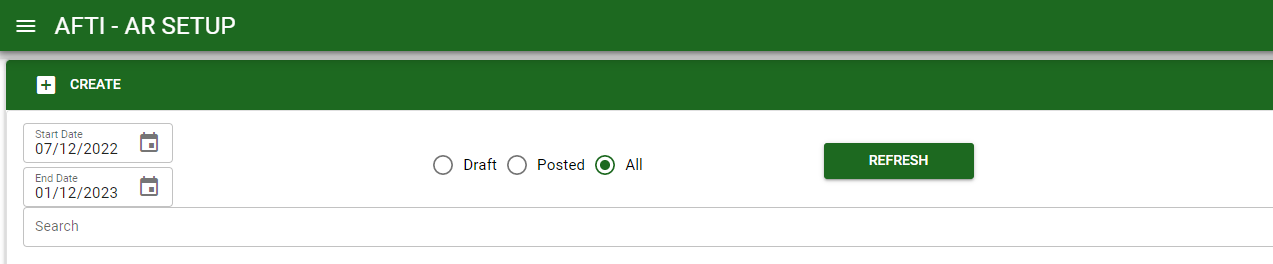 AFTI - AR SETUP
CREATE
Start Date
07/12/2022
End Date
01/12/2023
Draft Posted All
REFRESH
Search